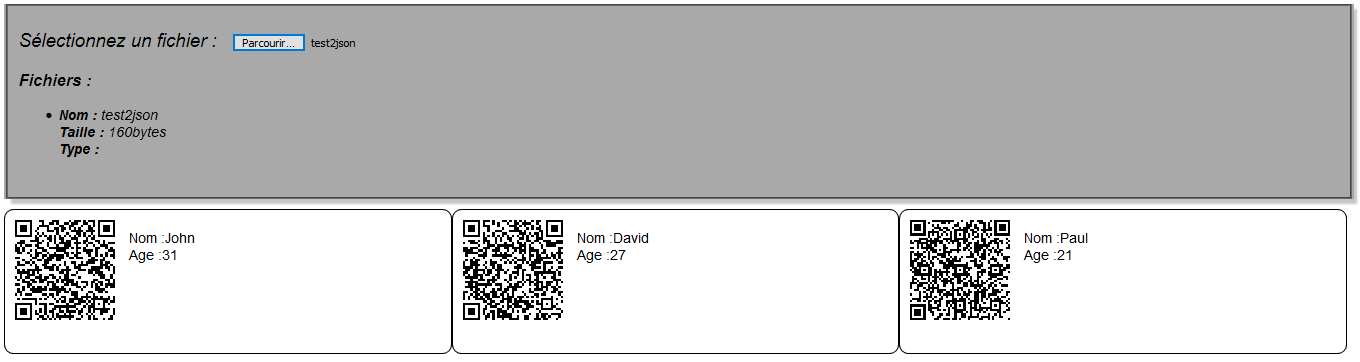 Sélectionnez un fichier : Parcourir... test2json
Fichiers :
Nom : test2json
Taille : 160bytes
Type :
Nom :John
Age :31
Nom :David
Age :27
Nom :Paul
Age :21